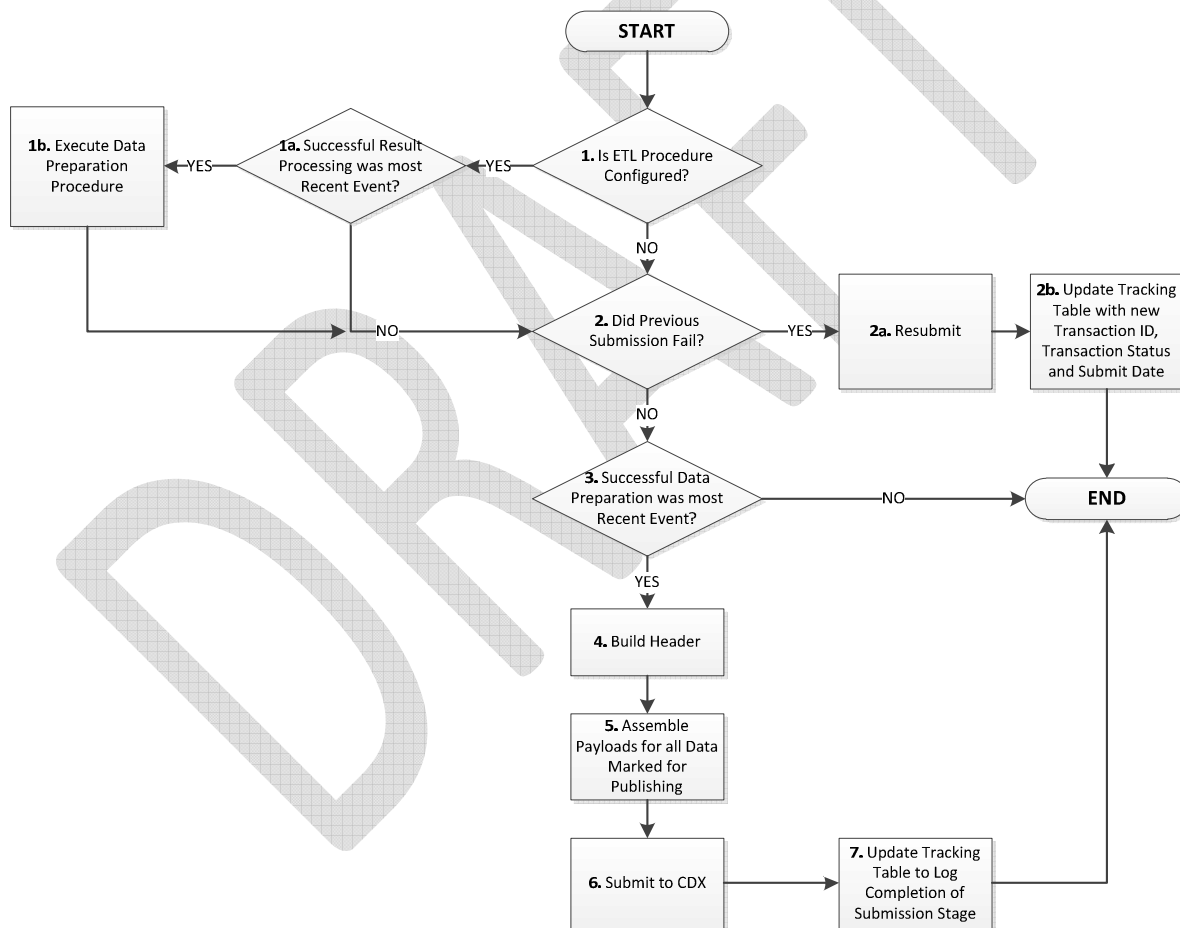 START
1b. Execute Data
Preparation
Procedure
YES
1a. Successful Result
Processing was most
Recent Event?
YES
1. Is ETL Procedure
Configured?
NO
NO
2. Did Previous
Submission Fail?
YES
2a. Resubmit
2b. Update Tracking
Table with new
Transaction ID,
Transaction Status
and Submit Date
NO
3. Successful Data
Preparation was most
Recent Event?
NO
END
YES
4. Build Header
5. Assemble
Payloads for all Data
Marked for
Publishing
6. Submit to CDX
7. Update Tracking
Table to Log
Completion of
Submission Stage
DRAFT